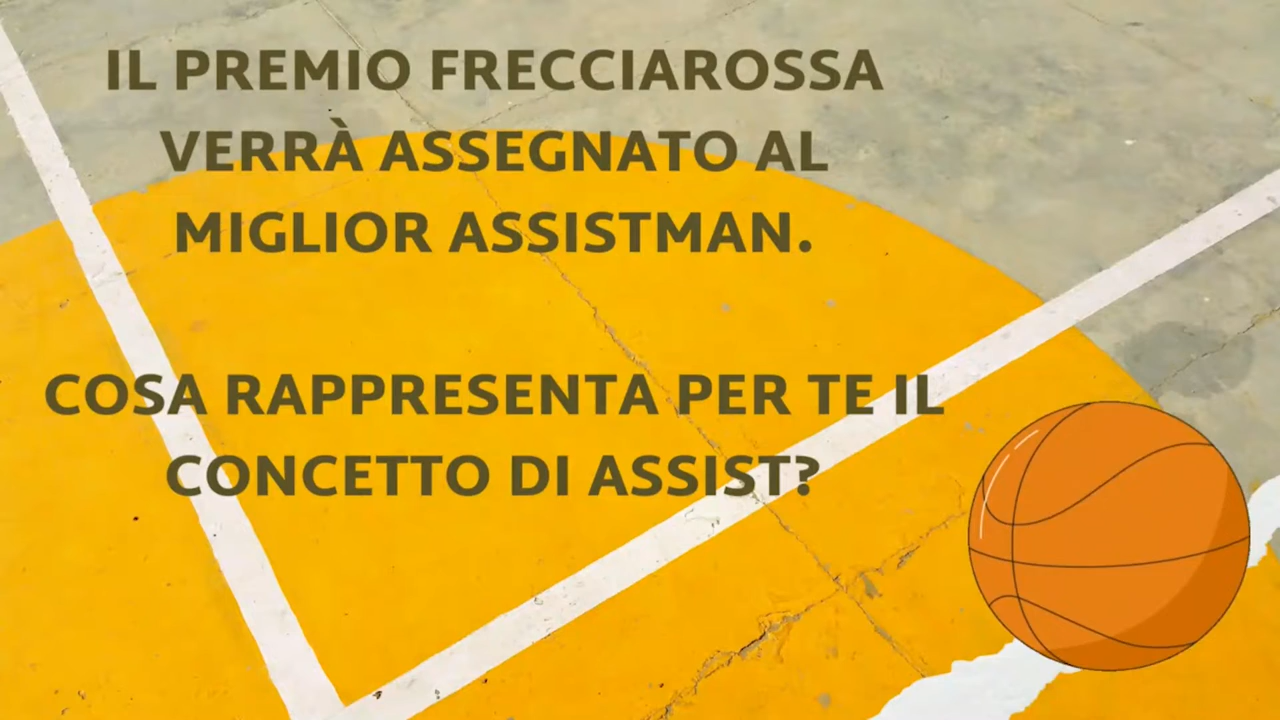 IL PREMIO FRECCIAROSSA
VERRÀ ASSEGNATO AL
MIGLIOR ASSISTMAN.
COSA RAPPRESENTA PER TE IL
CONCETTO DI ASSIST?